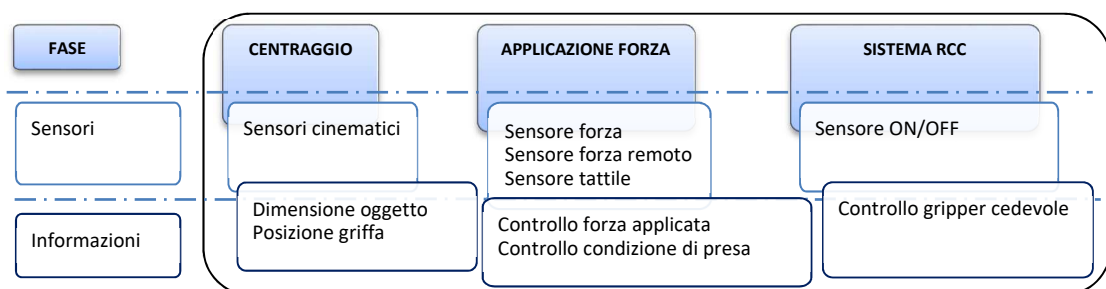 FASE
CENTRAGGIO
APPLICAZIONE FORZA
SISTEMA RCC
Sensori
Sensori cinematici
Sensore forza
Sensore forza remoto
Sensore tattile
Sensore ON/OFF
Informazioni
Dimensione oggetto
Posizione griffa
Controllo forza applicata
Controllo condizione di presa
Controllo gripper cedevole